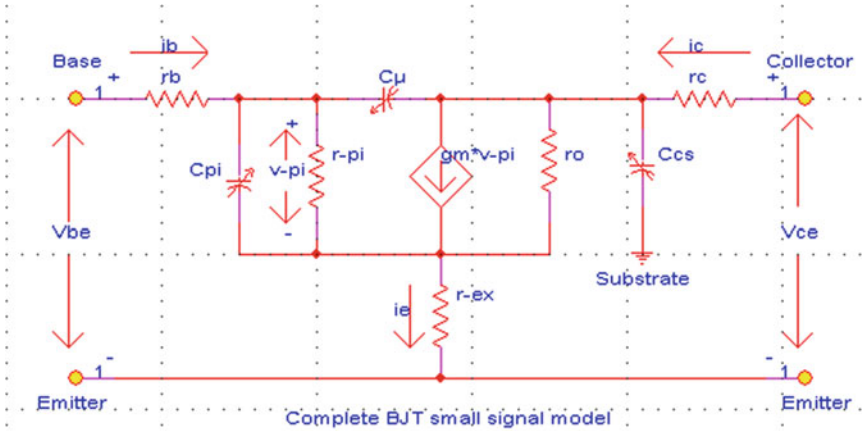 ib
ic
Base
Collector
+
rb
Cµ
rc
+
1
1
+
Cpi
v-pi
r-pi
gm*v-pi
ro
Ccs
-
Vbe
Vce
Substrate
ie
r-ex
-
-
1
1
Emitter
Emitter
Complete BJT small signal model